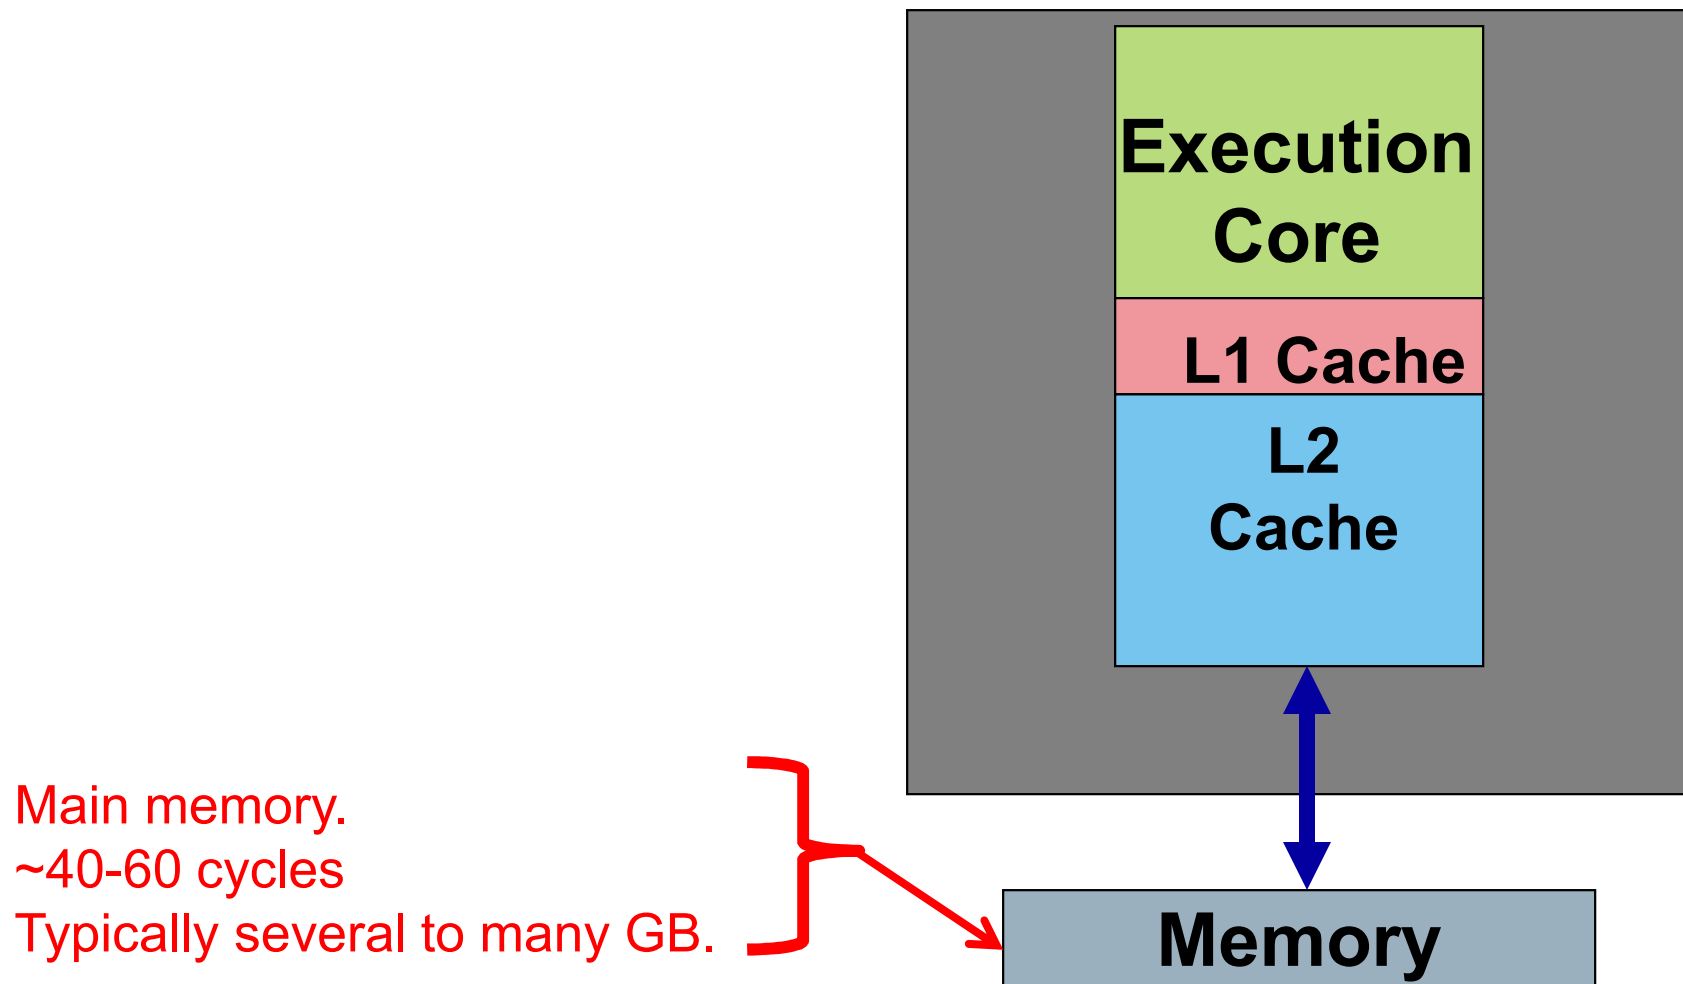 Execution
Core
L1 Cache
L2
Cache
Main memory.
~40-60 cycles
Typically several to many GB.
Memory